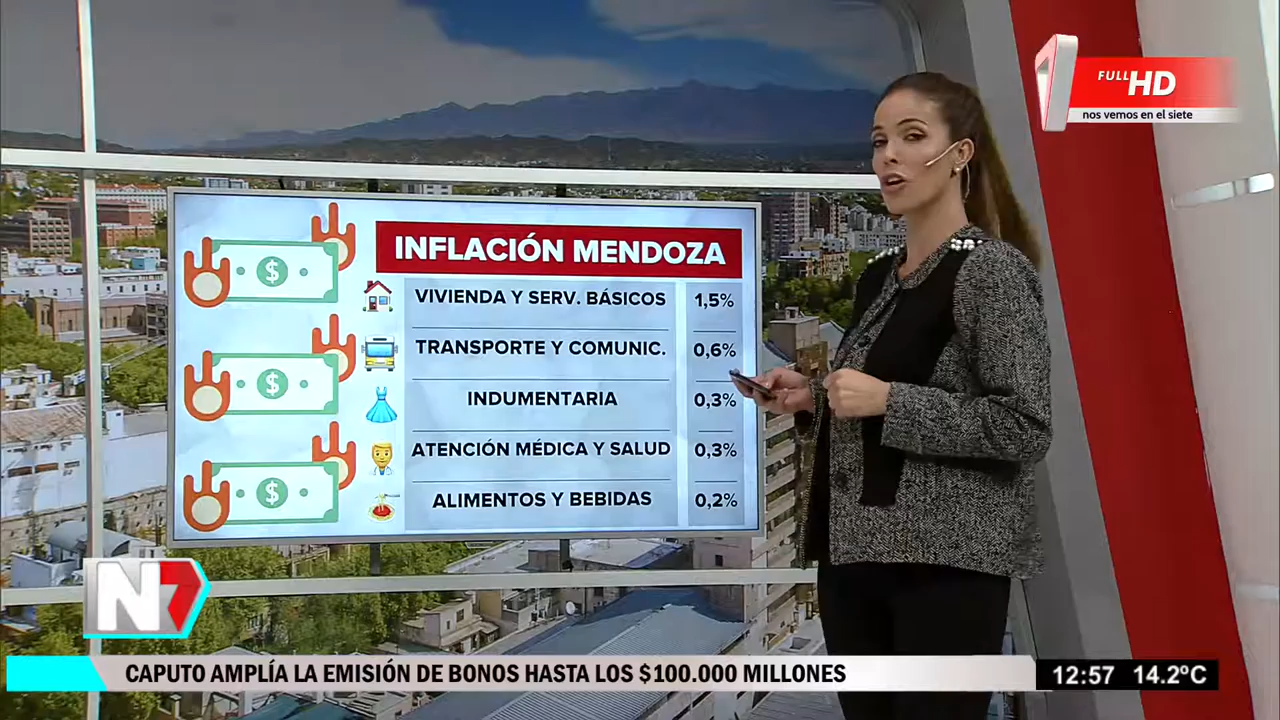 FULL HD
nos vemos en el siete
INFLACIÓN MENDOZA
VIVIENDA Y SERV. BÁSICOS 1,5%
TRANSPORTE Y COMUNIC. 0,6%
INDUMENTARIA 0,3%
ATENCIÓN MÉDICA Y SALUD 0,3%
ALIMENTOS Y BEBIDAS 0,2%
$
$
$
N7
CAPUTO AMPLÍA LA EMISIÓN DE BONOS HASTA LOS $100.000 MILLONES
12:57 14.2ºC